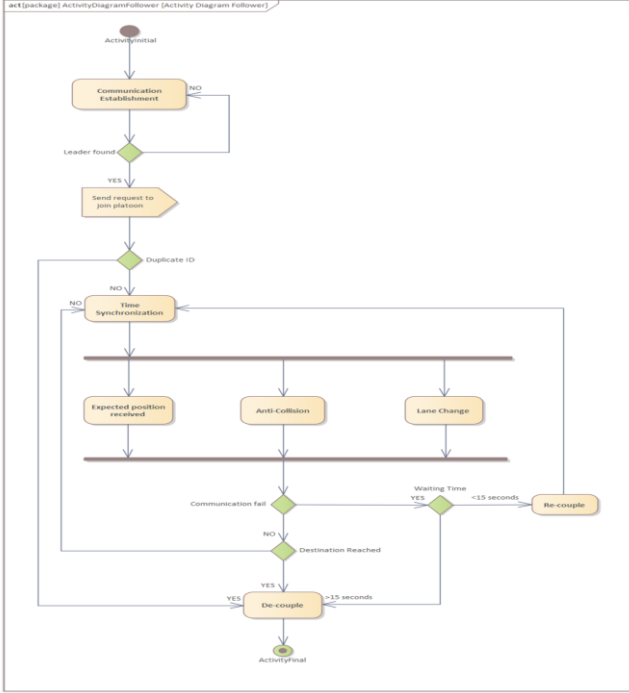 act [package] ActivityDiagramFollower [Activity Diagram Follower]
ActivityInitial
Communication
Establishment
NO
Leader found
YES
Send request to
join platoon
Duplicate ID
NO
NO
Time
Synchronization
Expected position
received
Anti-Collision
Lane Change
Waiting Time
Communication fail
YES
<15 seconds
Re-couple
NO
Destination Reached
YES
YES
De-couple
>15 seconds
ActivityFinal